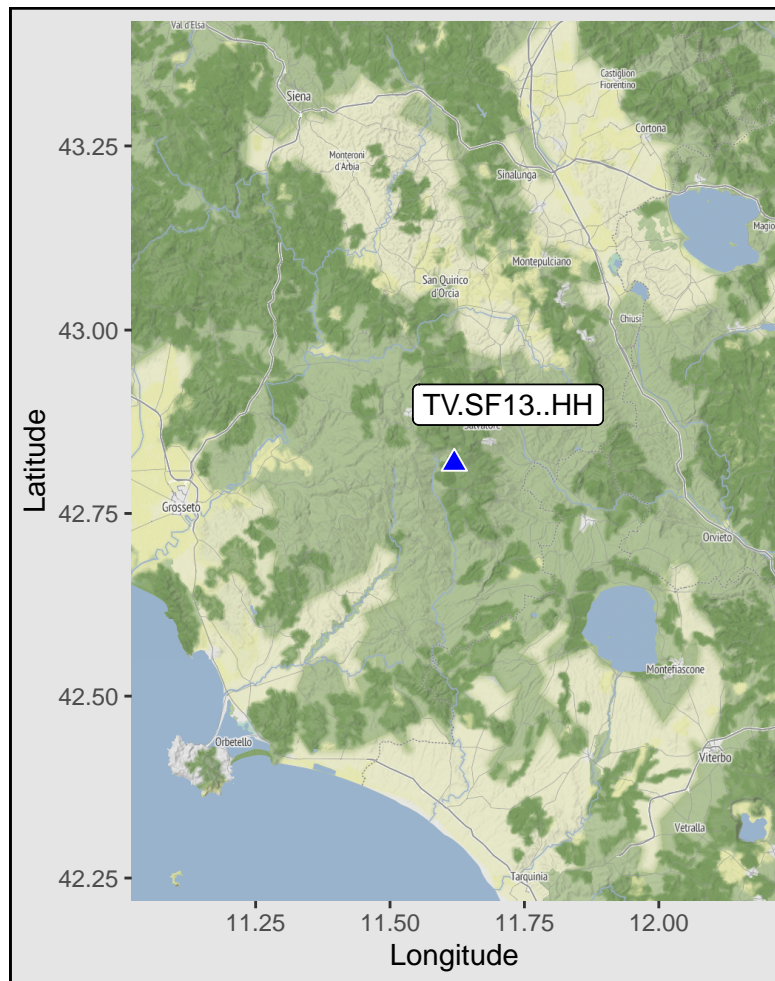 Val d'Elsa
Siena
Castiglion
Fiorentino
Cortona
43.25
Monteroni
d'Arbia
Sinalunga
Magio
Montepulciano
San Quirico
d'Orcia
Chiusi
43.00
TV.SF13..HH
Salvatore
Latitude
42.75
Grosseto
Orvieto
Montefiascone
42.50
Orbetello
Viterbo
Vetralla
42.25
Tarquinia
11.25 11.50 11.75 12.00
Longitude